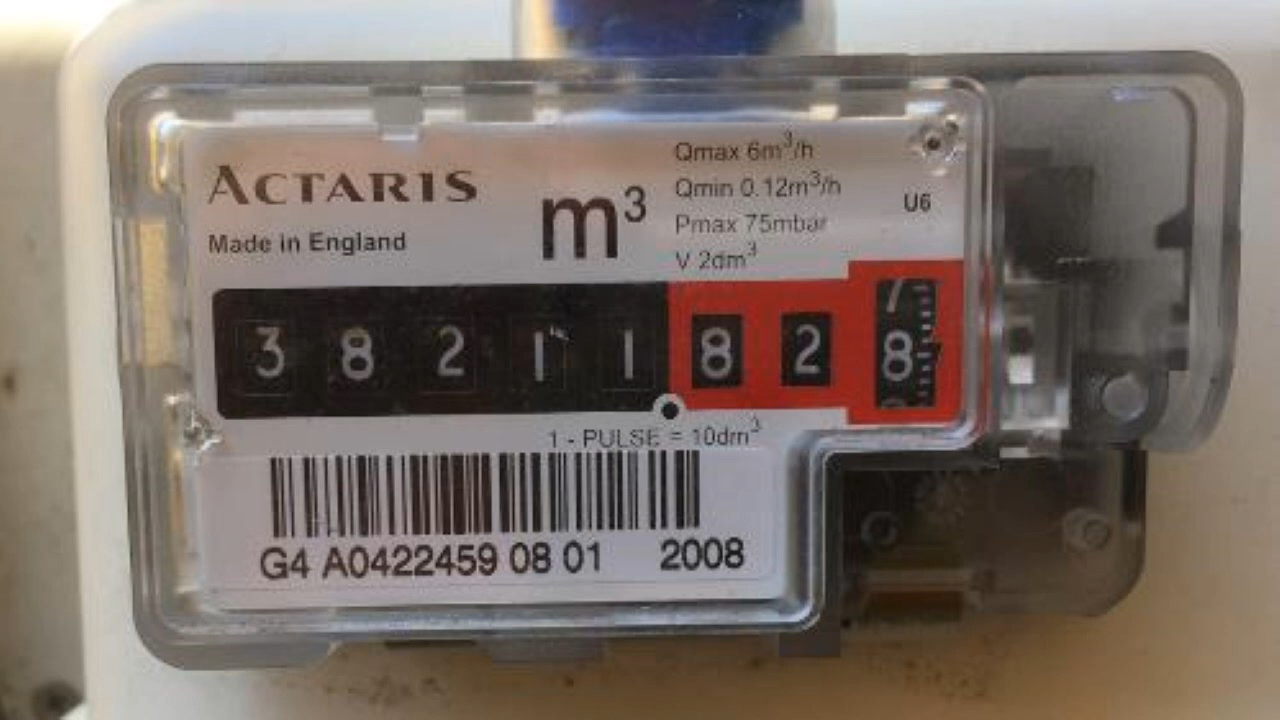 ACTARIS
Made in England
m³
Qmax 6m³/h
Qmin 0.12m³/h
Pmax 75mbar
V 2dm³
U6
7
3 8 2 1 1 8 2 8
1 - PULSE = 10dm³
G4 A0422459 08 01 2008